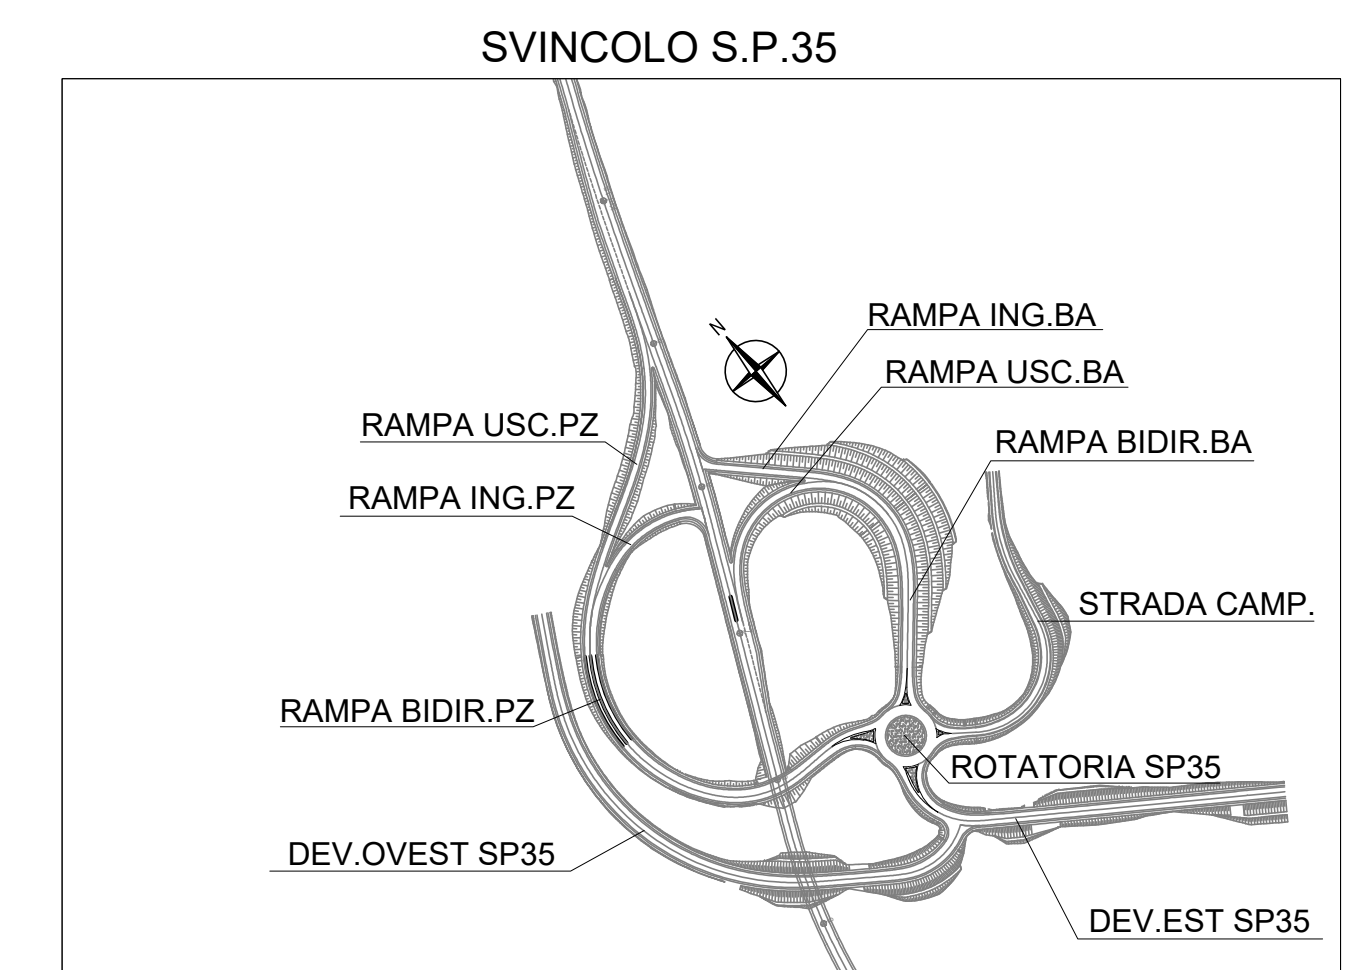 SVINCOLO S.P.35
RAMPA ING.BA
N
RAMPA USC.BA
RAMPA USC.PZ
RAMPA BIDIR.BA
RAMPA ING.PZ
STRADA CAMP.
RAMPA BIDIR.PZ
ROTATORIA SP35
DEV.OVEST SP35
DEV.EST SP35